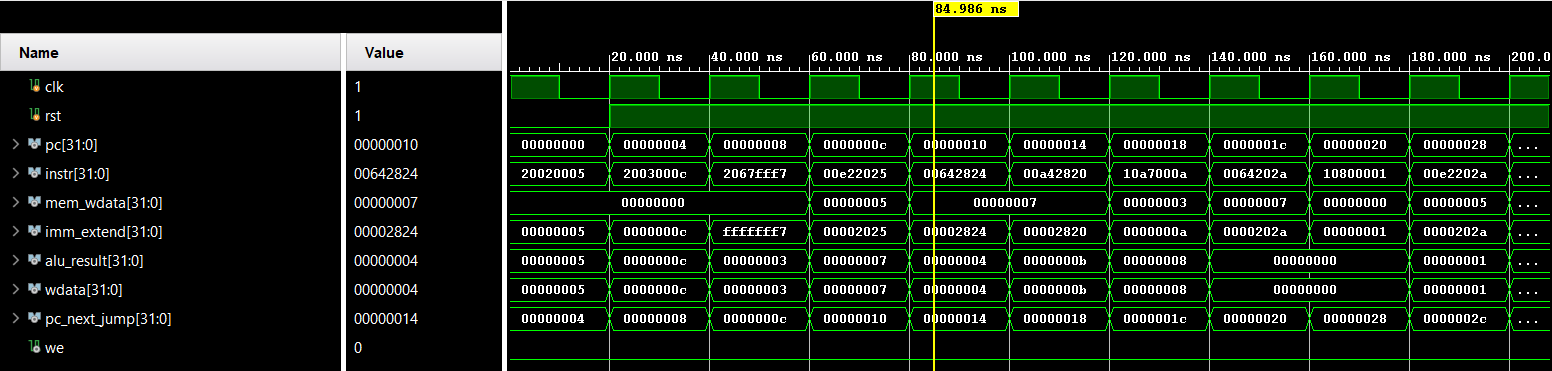 84.986 ns
Name Value
20.000 ns 40.000 ns 60.000 ns 80.000 ns 100.000 ns 120.000 ns 140.000 ns 160.000 ns 180.000 ns 200.0
clk 1
rst 1
pc[31:0] 00000010 00000000 00000004 00000008 0000000c 00000010 00000014 00000018 0000001c 00000020 00000028 ...
instr[31:0] 00642824 20020005 2003000c 2067fff7 00e22025 00642824 00a42820 10a7000a 0064202a 10800001 00e2202a ...
mem_wdata[31:0] 00000007 00000000 00000005 00000007 00000003 00000007 00000000 00000005 ...
imm_extend[31:0] 00002824 00000005 0000000c fffffff7 00002025 00002824 00002820 0000000a 0000202a 00000001 0000202a ...
alu_result[31:0] 00000004 00000005 0000000c 00000003 00000007 00000004 0000000b 00000008 00000000 00000001 ...
wdata[31:0] 00000004 00000005 0000000c 00000003 00000007 00000004 0000000b 00000008 00000000 00000001 ...
pc_next_jump[31:0] 00000014 00000004 00000008 0000000c 00000010 00000014 00000018 0000001c 00000020 00000028 0000002c ...
we 0